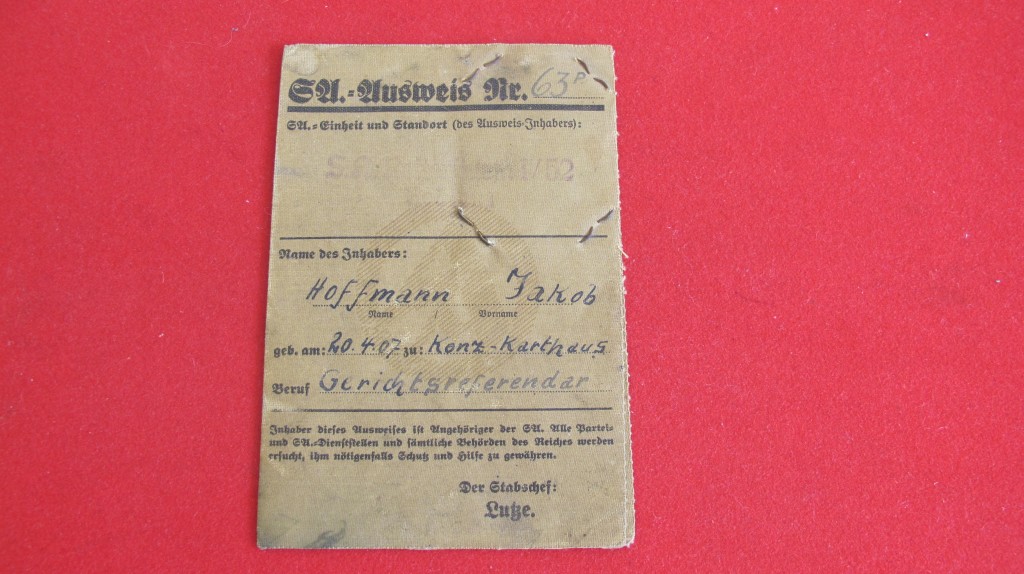 SA.-Ausweis Nr. 63P
SA.-Einheit und Standort (des Ausweis-Inhabers):
/52
Name des Inhabers:
Hoffmann Jakob
Name / Vorname
geb. am: 20.4.07 zu: Konz-Karthaus
Beruf Gerichtsreferendar
Inhaber dieses Ausweises ist Angehöriger der SA. Alle Partei-
und SA.-Dienststellen und sämtliche Behörden des Reiches werden
ersucht, ihm nötigenfalls Schutz und Hilfe zu gewähren.
Der Stabschef:
Lutze.